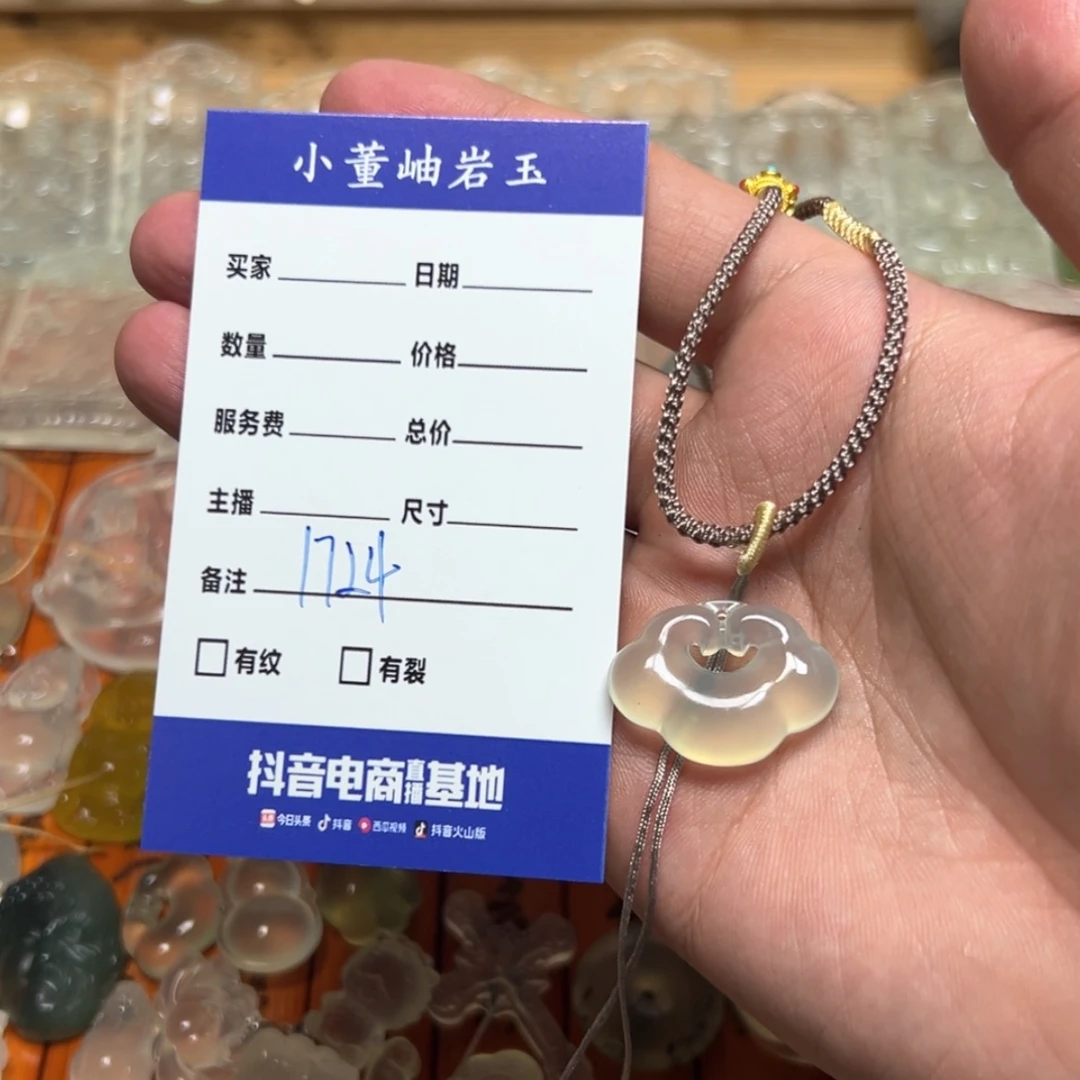 小董岫岩玉
买家 日期
数量 价格
服务费 总价
主播 尺寸
备注 1724
有纹 有裂
抖音电商直播基地
今日头条 抖音 西瓜视频 抖音火山版